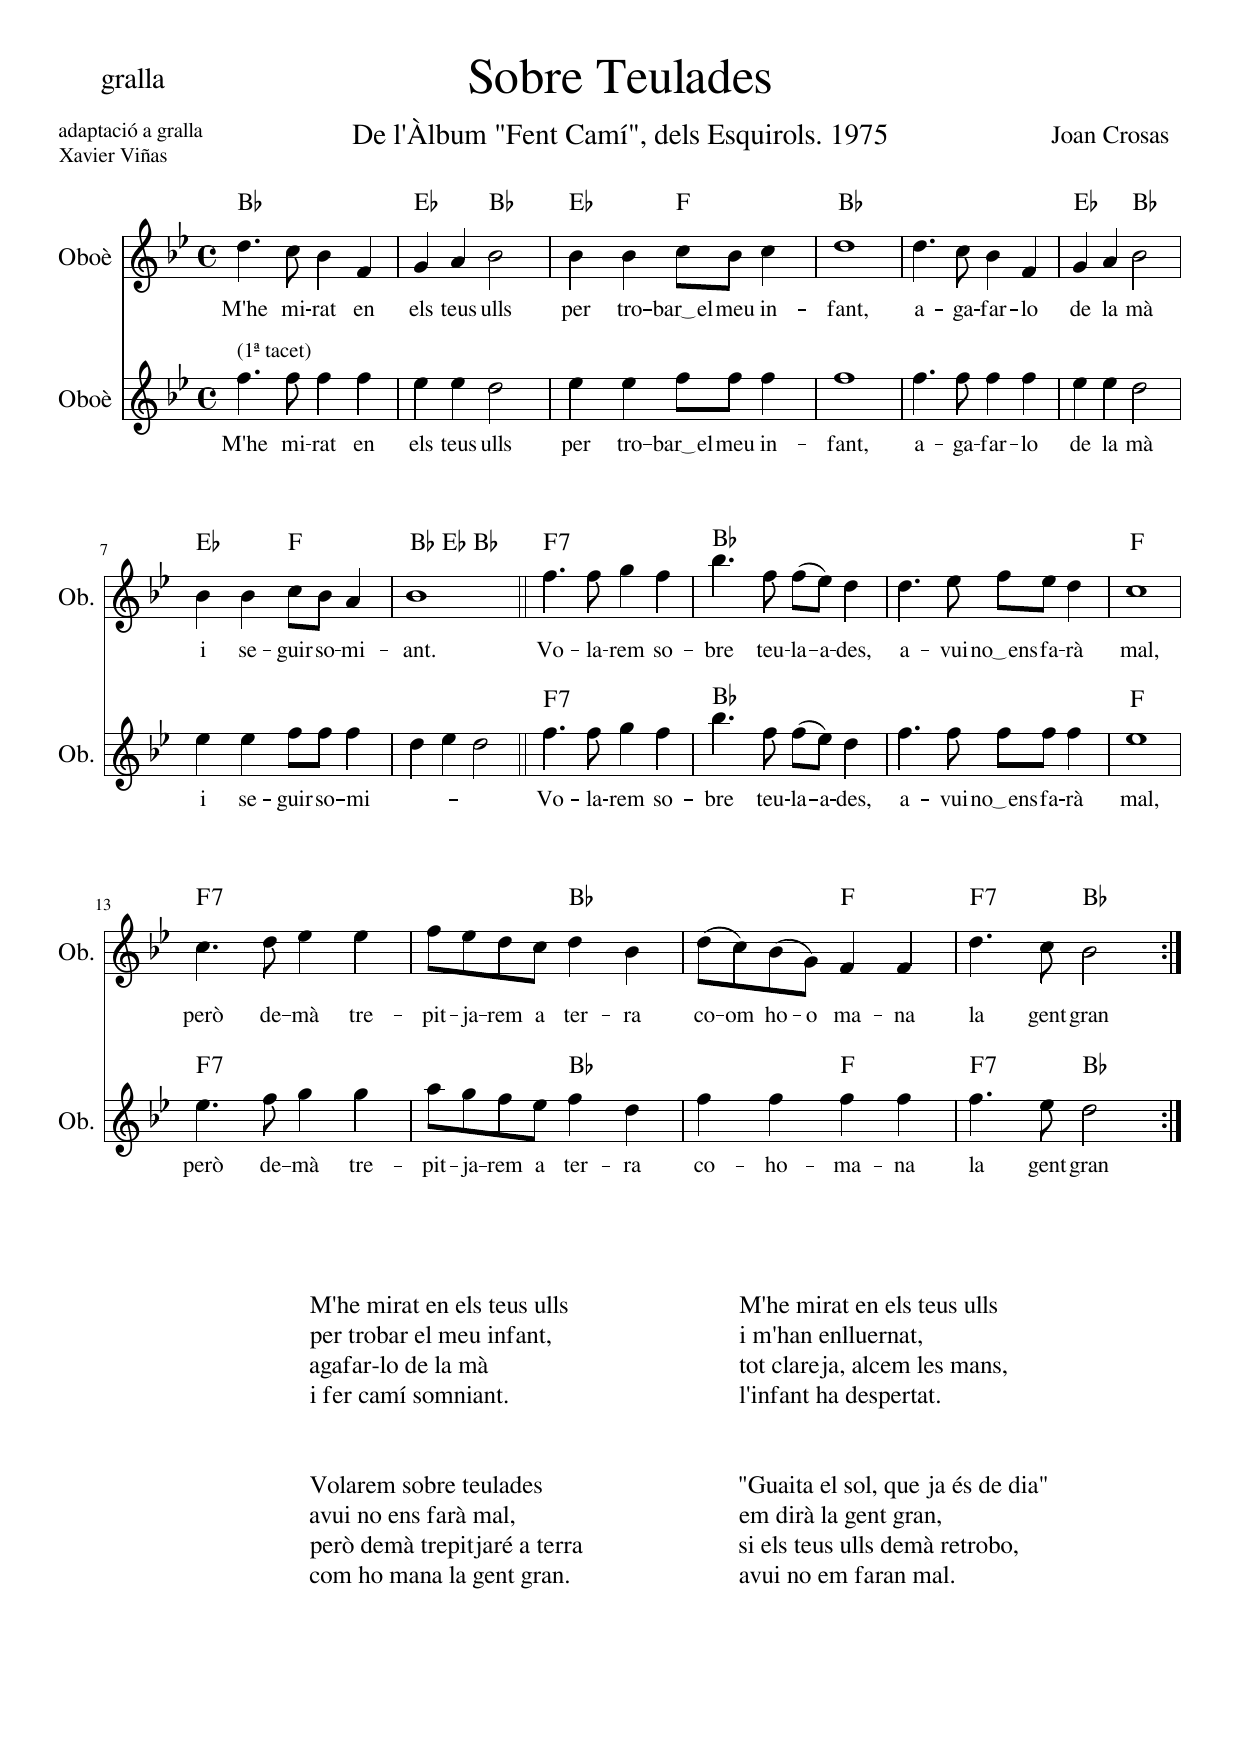 gralla
Sobre Teulades
adaptació a gralla
Xavier Viñas
De l'Àlbum "Fent Camí", dels Esquirols. 1975
Joan Crosas
B♭ E♭ B♭ E♭ F B♭ E♭ B♭
Oboè
M'he mi-rat en els teus ulls per tro-bar‿el meu in - fant, a - ga-far-lo de la mà
(1ª tacet)
Oboè
M'he mi-rat en els teus ulls per tro-bar‿el meu in - fant, a - ga-far-lo de la mà
7 E♭ F B♭ E♭ B♭ F7 B♭ F
Ob.
i se - guir so-mi - ant. Vo - la-rem so - bre teu-la-a-des, a - vui no‿ens fa-rà mal,
F7 B♭ F
Ob.
i se - guir so-mi - Vo - la-rem so - bre teu-la-a-des, a - vui no‿ens fa-rà mal,
13 F7 B♭ F F7 B♭
Ob.
però de-mà tre - pit-ja-rem a ter - ra co-om ho-o ma - na la gent gran
F7 B♭ F F7 B♭
Ob.
però de-mà tre - pit-ja-rem a ter - ra co - ho - ma - na la gent gran
M'he mirat en els teus ulls
per trobar el meu infant,
agafar-lo de la mà
i fer camí somniant.
Volarem sobre teulades
avui no ens farà mal,
però demà trepitjaré a terra
com ho mana la gent gran.
M'he mirat en els teus ulls
i m'han enlluernat,
tot clareja, alcem les mans,
l'infant ha despertat.
"Guaita el sol, que ja és de dia"
em dirà la gent gran,
si els teus ulls demà retrobo,
avui no em faran mal.